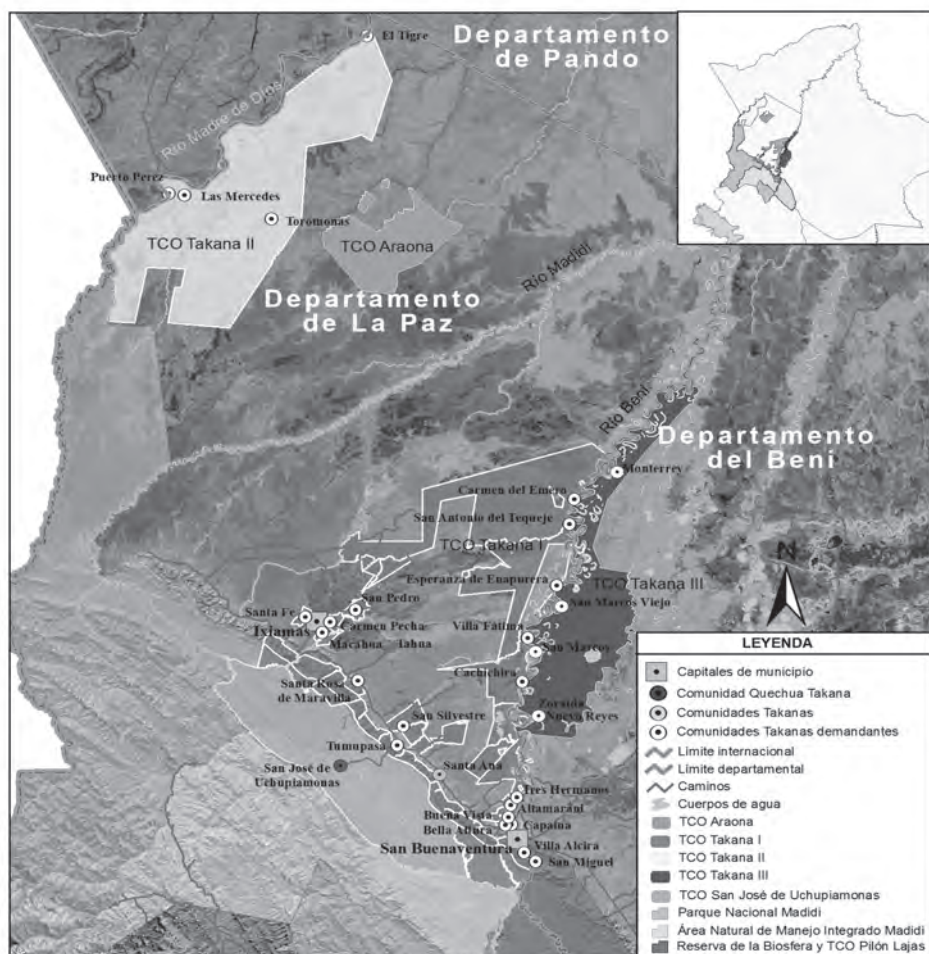 El Tigre
Departamento
de Pando
Río Madre de Dios
Puerto Perez
Las Mercedes
Toromonas
TCO Takana II
TCO Araona
Río Madidi
Departamento
de La Paz
Río Beni
Departamento
del Beni
Monterrey
Carmen del Emero
San Antonio del Tequeje
TCO Takana I
Esperanza de Enapurera
TCO Takana III
San Marcos Viejo
San Pedro
Santa Fe
Ixiamas
Carmen Pecha
Macahua
Tahua
Villa Fátima
San Marcos
Cachichira
Santa Rosa
de Maravilla
Zoraida
Nuevo Reyes
San Silvestre
Tumupasa
San José de
Uchupiamonas
Santa Ana
Tres Hermanos
Altamarani
Buena Vista
Bella Altura
Capaina
San Buenaventura
Villa Alcira
San Miguel
N
LEYENDA
Capitales de municipio
Comunidad Quechua Takana
Comunidades Takanas
Comunidades Takanas demandantes
Límite internacional
Límite departamental
Caminos
Cuerpos de agua
TCO Araona
TCO Takana I
TCO Takana II
TCO Takana III
TCO San José de Uchupiamonas
Parque Nacional Madidi
Área Natural de Manejo Integrado Madidi
Reserva de la Biosfera y TCO Pilón Lajas